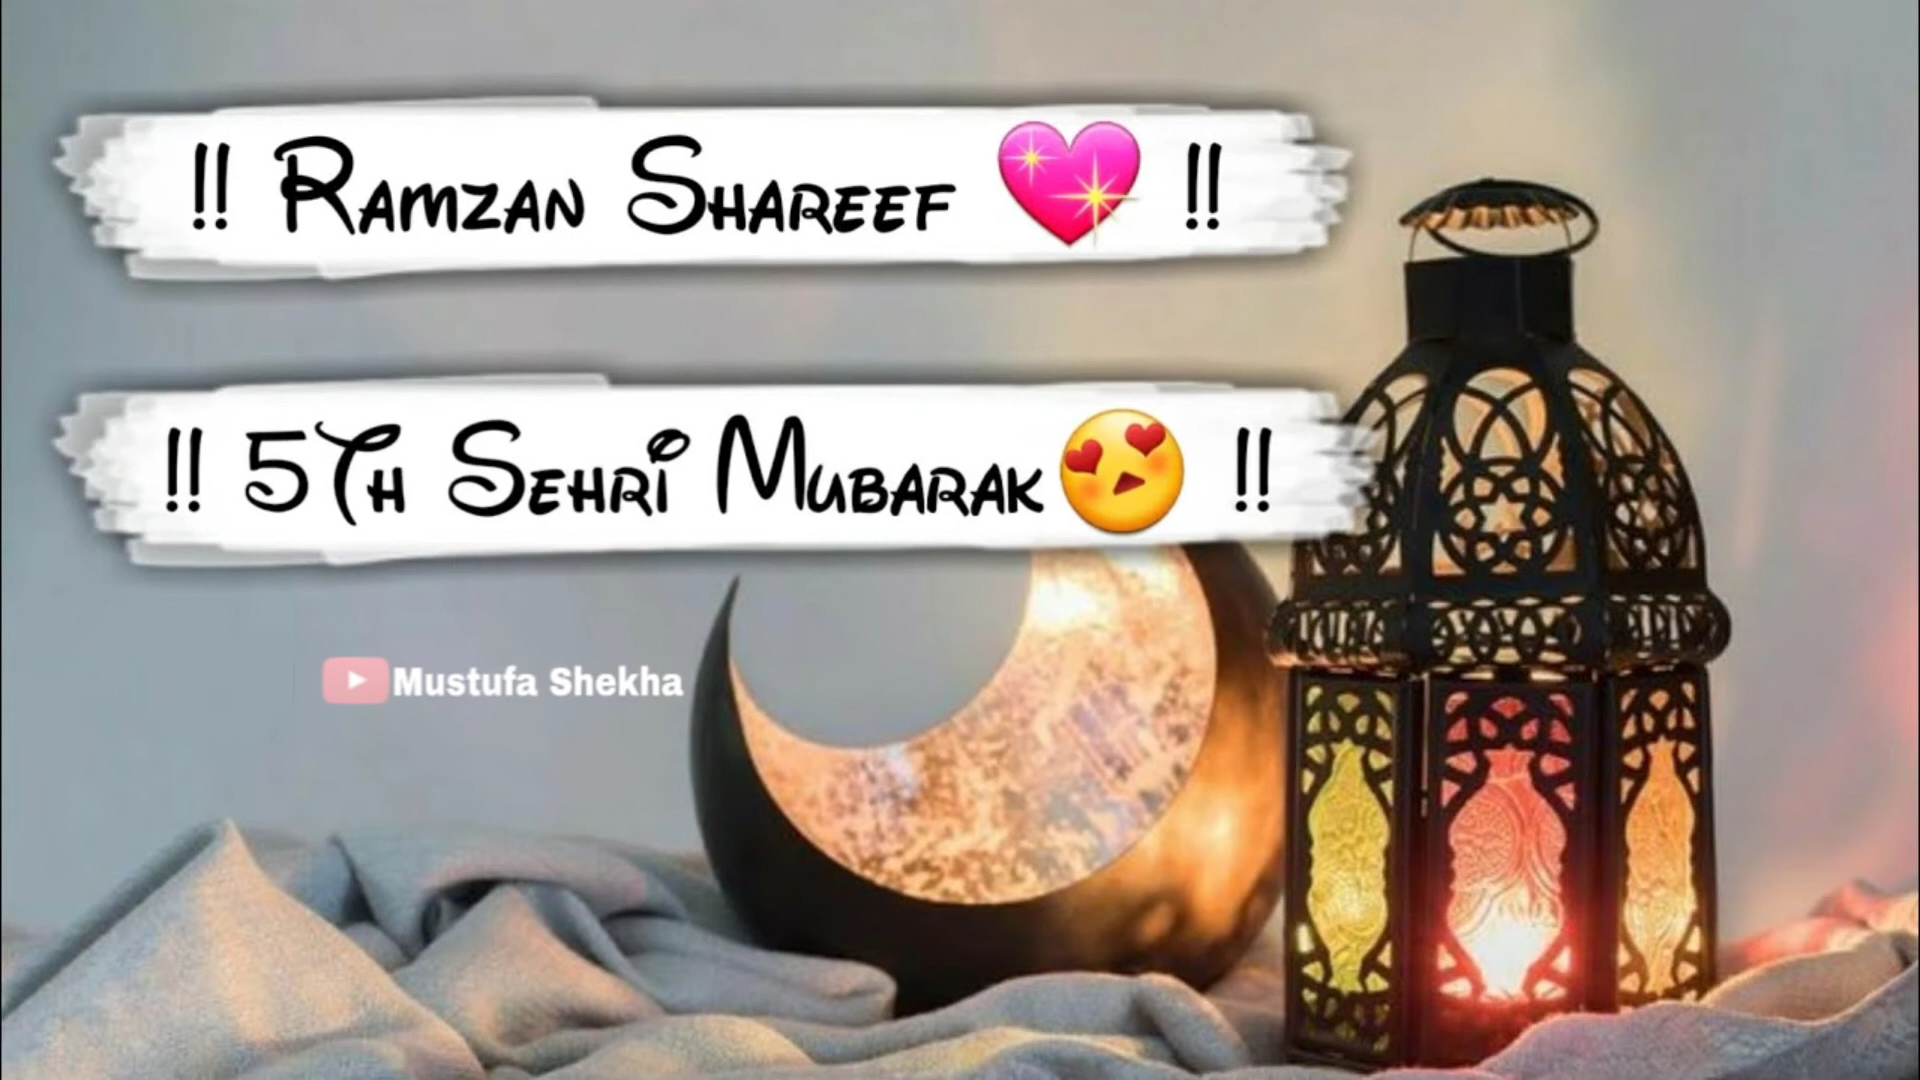 !! Ramzan Shareef 💖 !!
!! 5Th Sehri Mubarak😍 !!
Mustufa Shekha